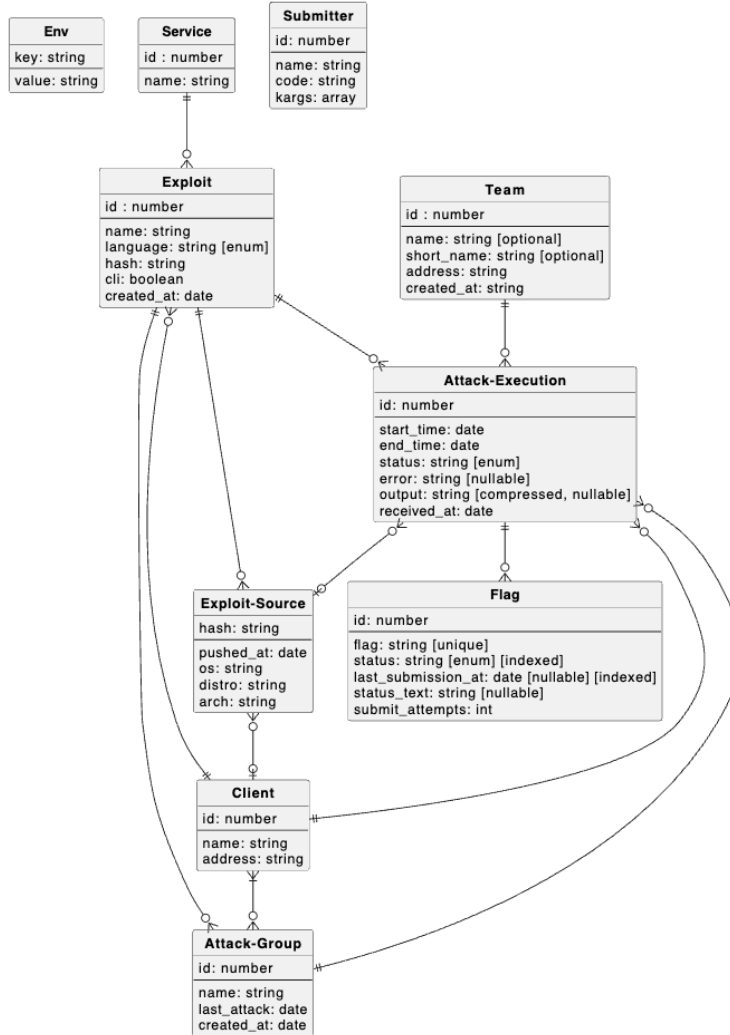 Env
key: string
value: string
Service
id : number
name: string
Submitter
id: number
name: string
code: string
kargs: array
Exploit
id : number
name: string
language: string [enum]
hash: string
cli: boolean
created_at: date
Team
id : number
name: string [optional]
short_name: string [optional]
address: string
created_at: string
Attack-Execution
id: number
start_time: date
end_time: date
status: string [enum]
error: string [nullable]
output: string [compressed, nullable]
received_at: date
Exploit-Source
hash: string
pushed_at: date
os: string
distro: string
arch: string
Flag
id: number
flag: string [unique]
status: string [enum] [indexed]
last_submission_at: date [nullable] [indexed]
status_text: string [nullable]
submit_attempts: int
Client
id: number
name: string
address: string
Attack-Group
id: number
name: string
last_attack: date
created_at: date